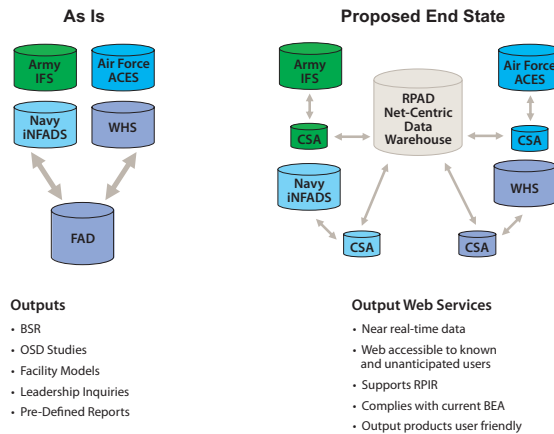 As Is
Army
IFS
Air Force
ACES
Navy
iNFADS
WHS
FAD
Outputs
• BSR
• OSD Studies
• Facility Models
• Leadership Inquiries
• Pre-Defined Reports
Proposed End State
Army
IFS
RPAD
Net-Centric
Data
Warehouse
Air Force
ACES
CSA
CSA
Navy
iNFADS
WHS
CSA
CSA
Output Web Services
• Near real-time data
• Web accessible to known
and unanticipated users
• Supports RPIR
• Complies with current BEA
• Output products user friendly